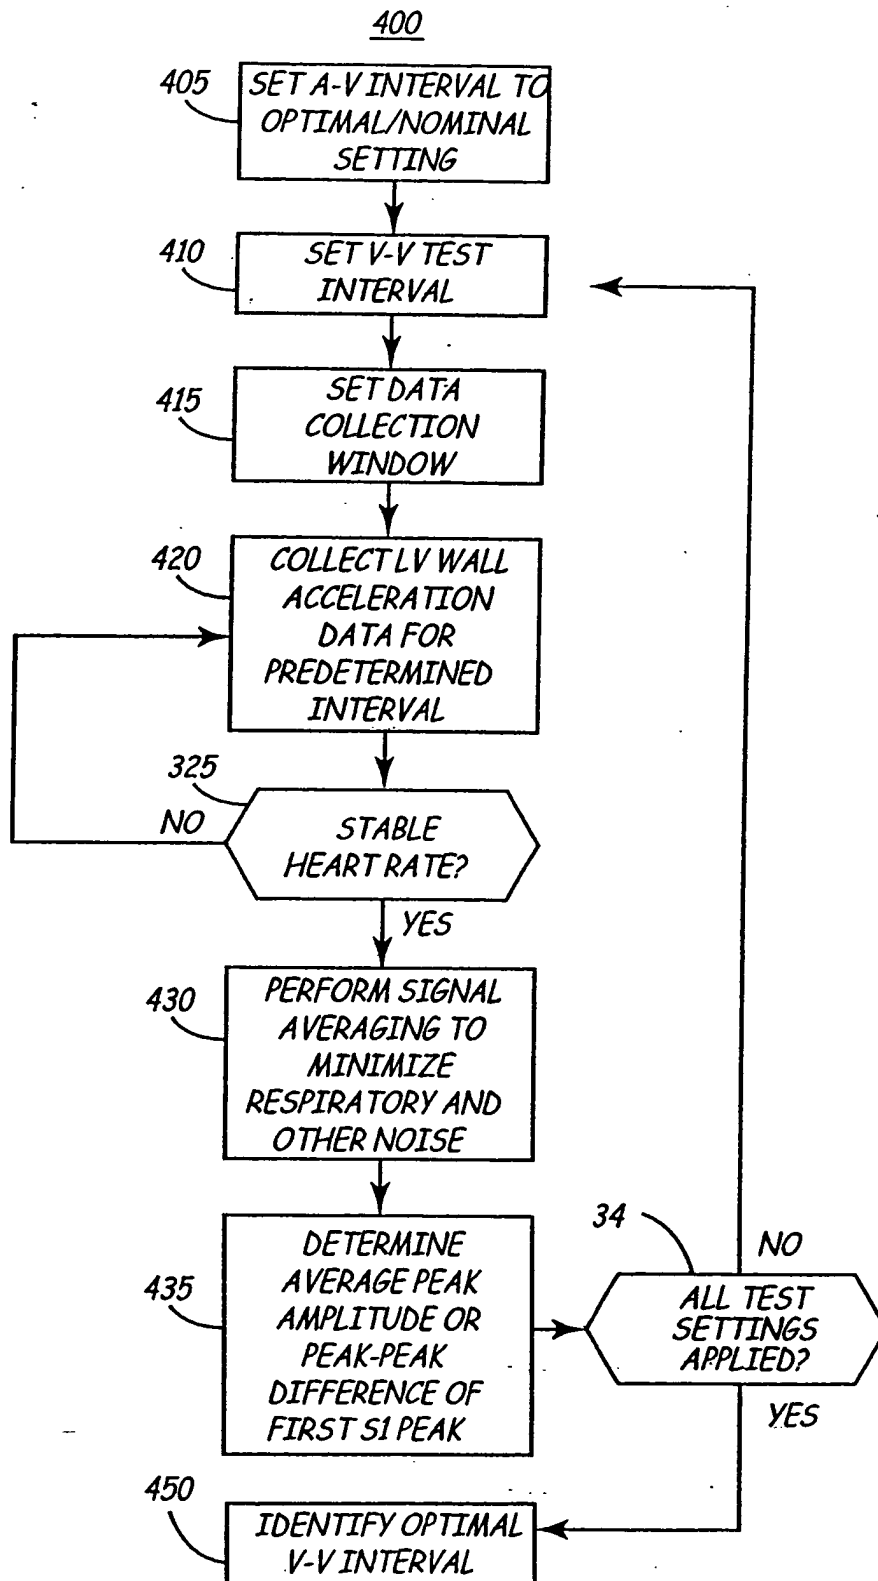 400
405
SET A-V INTERVAL TO
OPTIMAL/NOMINAL
SETTING
410
SET V-V TEST
INTERVAL
415
SET DATA
COLLECTION
WINDOW
420
COLLECT LV WALL
ACCELERATION
DATA FOR
PREDETERMINED
INTERVAL
325
NO
STABLE
HEART RATE?
YES
430
PERFORM SIGNAL
AVERAGING TO
MINIMIZE
RESPIRATORY AND
OTHER NOISE
435
DETERMINE
AVERAGE PEAK
AMPLITUDE OR
PEAK-PEAK
DIFFERENCE OF
FIRST S1 PEAK
34
NO
ALL TEST
SETTINGS
APPLIED?
YES
450
IDENTIFY OPTIMAL
V-V INTERVAL